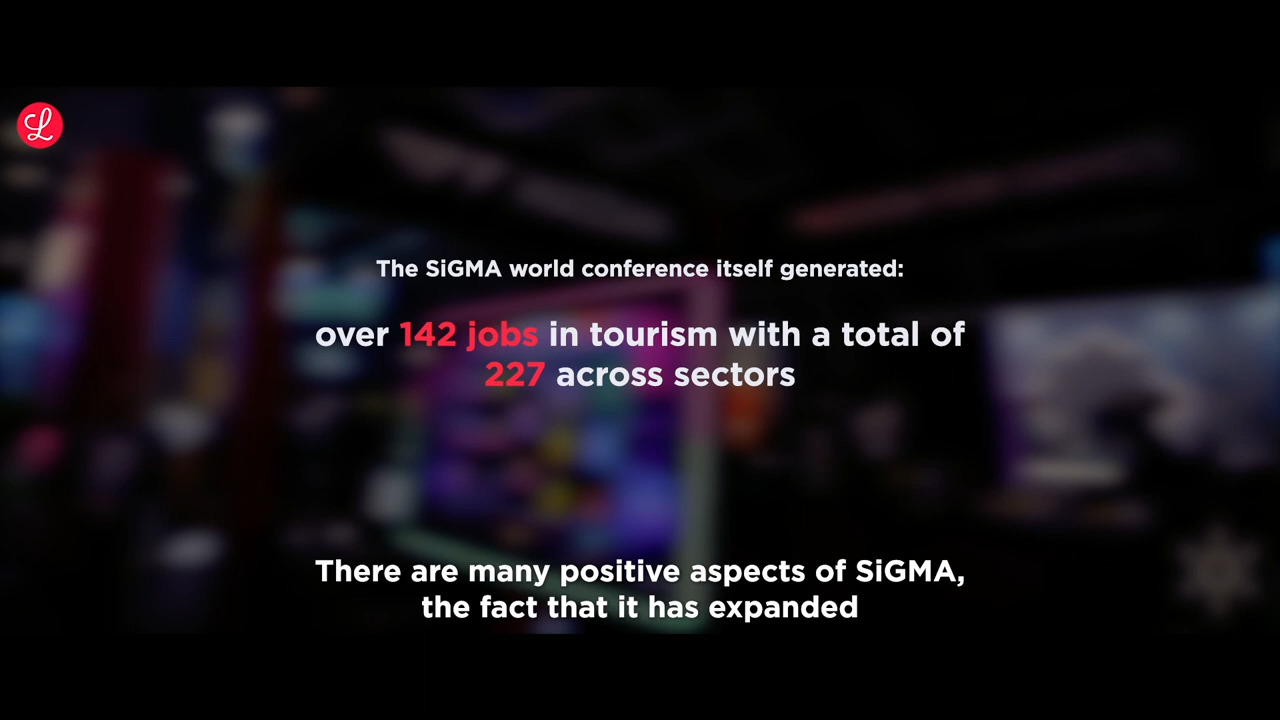 L
The SiGMA world conference itself generated:
over 142 jobs in tourism with a total of
227 across sectors
There are many positive aspects of SiGMA,
the fact that it has expanded